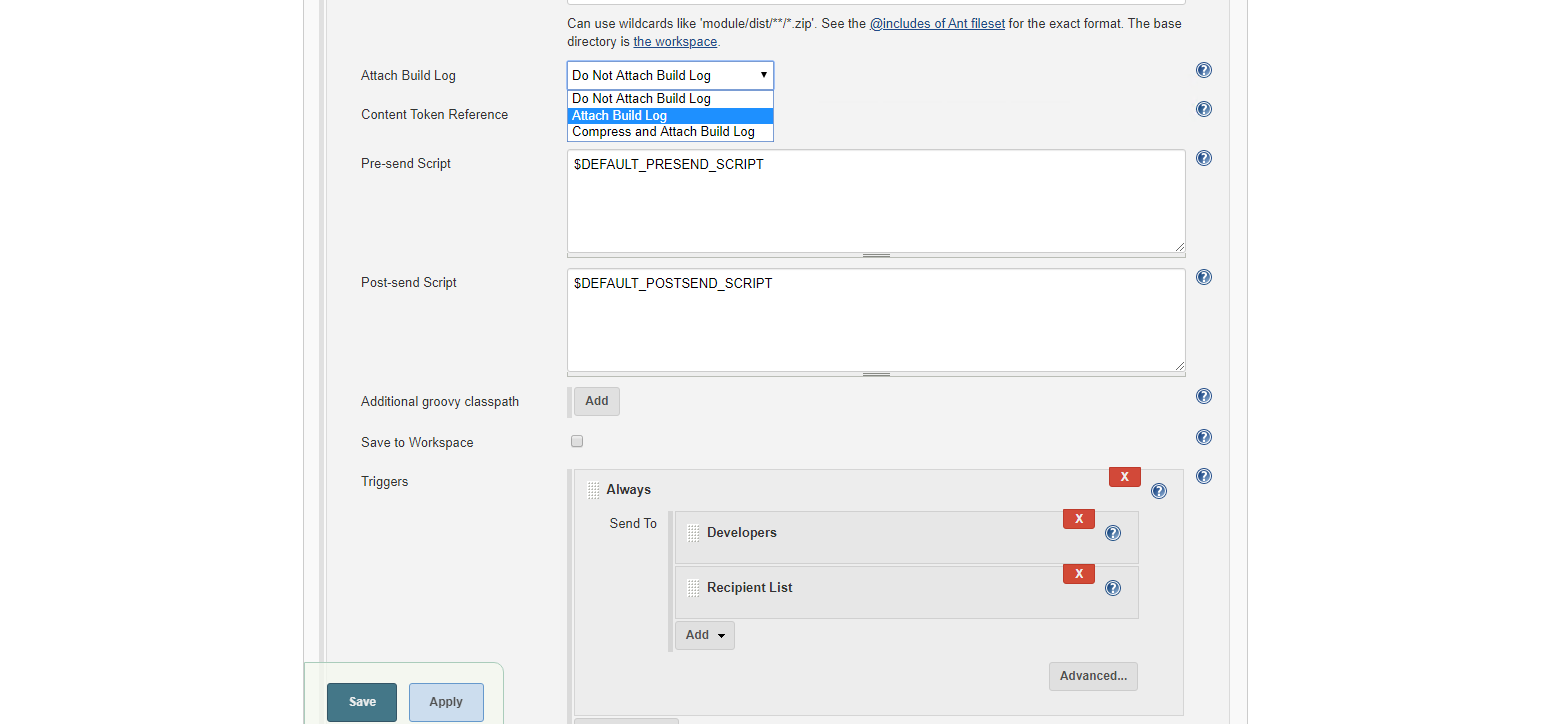 Can use wildcards like 'module/dist/**/*.zip'. See the @includes of Ant fileset for the exact format. The base
directory is the workspace.
Attach Build Log
Do Not Attach Build Log
Do Not Attach Build Log
Attach Build Log
Compress and Attach Build Log
Content Token Reference
Pre-send Script
$DEFAULT_PRESEND_SCRIPT
Post-send Script
$DEFAULT_POSTSEND_SCRIPT
Additional groovy classpath
Add
Save to Workspace
Triggers
X
Always
Send To
X
Developers
X
Recipient List
Add
Advanced...
Save
Apply